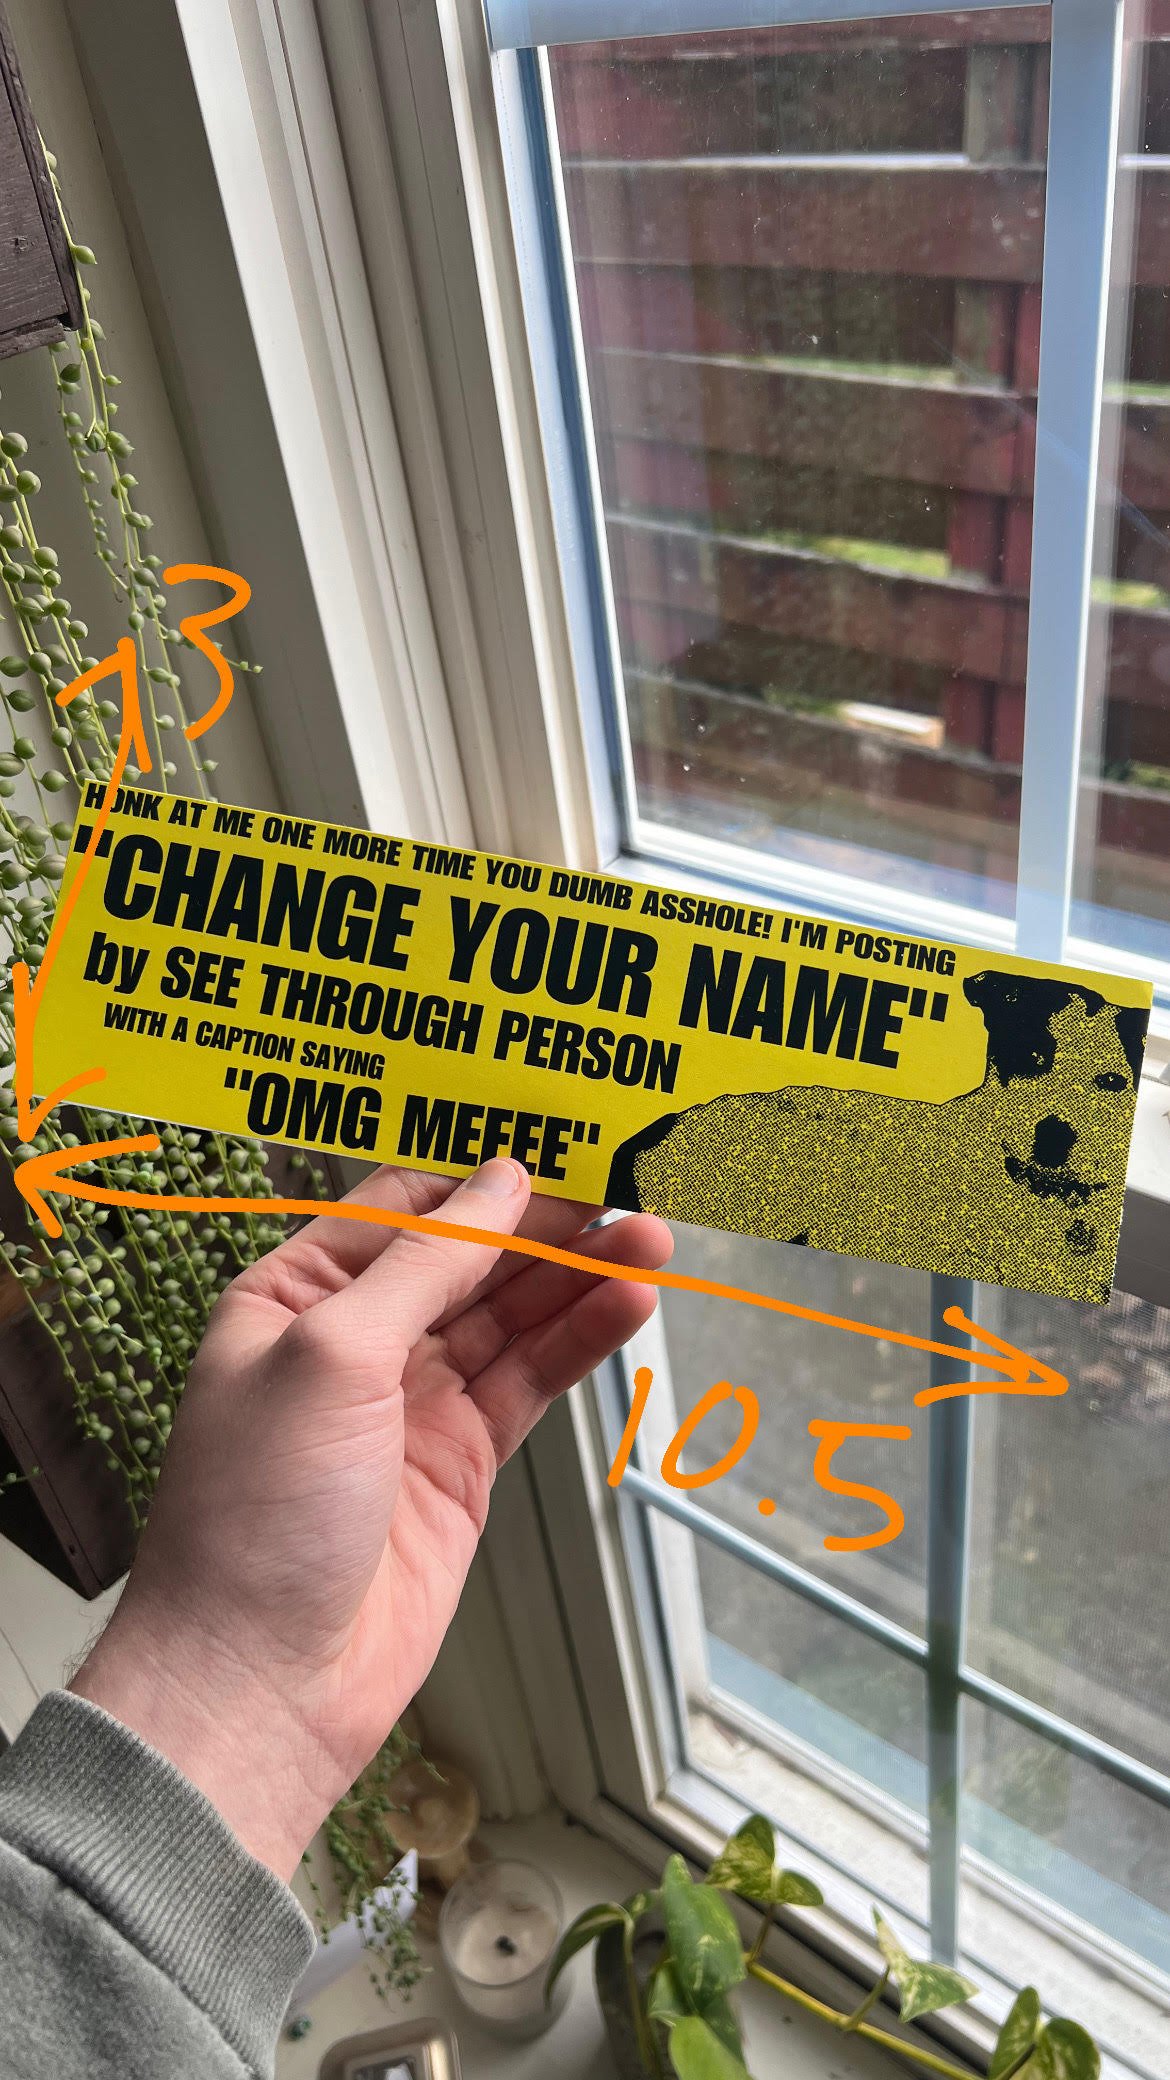 3
HONK AT ME ONE MORE TIME YOU DUMB ASSHOLE! I'M POSTING
"CHANGE YOUR NAME"
by SEE THROUGH PERSON
WITH A CAPTION SAYING
"OMG MEEEE"
10.5